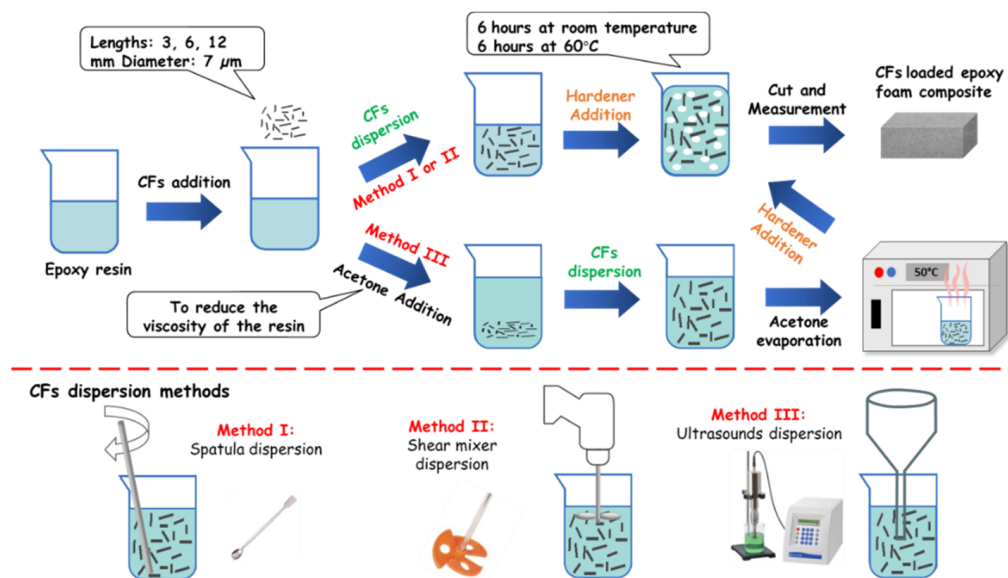 Lengths: 3, 6, 12
mm Diameter: 7 µm
6 hours at room temperature
6 hours at 60°C
CFs addition
Epoxy resin
CFs
dispersion
Method I or II
Hardener
Addition
Cut and
Measurement
CFs loaded epoxy
foam composite
Method III
Acetone Addition
To reduce the
viscosity of the resin
CFs
dispersion
Acetone
evaporation
Hardener
Addition
50°C
CFs dispersion methods
Method I:
Spatula dispersion
Method II:
Shear mixer
dispersion
Method III:
Ultrasounds dispersion